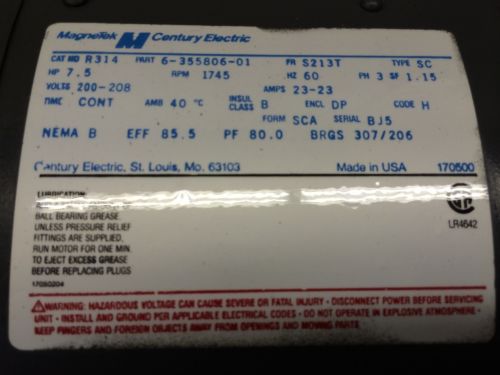 MagneTek M Century Electric
CAT NO R314 PART 6-355806-01 FR S213T TYPE SC
HP 7.5 RPM 1745 HZ 60 PH 3 SF 1.15
VOLTS 200-208 AMPS 23-23
TIME CONT AMB 40 °C INSUL CLASS B ENCL DP CODE H
FORM SCA SERIAL BJ5
NEMA B EFF 85.5 PF 80.0 BRGS 307/206
Century Electric, St. Louis, Mo. 63103 Made in USA 170500
LUBRICATION
BALL BEARING GREASE
UNLESS PRESSURE RELIEF
FITTINGS ARE SUPPLIED,
RUN MOTOR FOR ONE MIN.
TO EJECT EXCESS GREASE
BEFORE REPLACING PLUGS
17050204
LR4642
WARNING: HAZARDOUS VOLTAGE CAN CAUSE SEVERE OR FATAL INJURY - DISCONNECT POWER BEFORE SERVICING
UNIT - INSTALL AND GROUND PER APPLICABLE ELECTRICAL CODES - DO NOT OPERATE IN EXPLOSIVE ATMOSPHERE -
KEEP FINGERS AND FOREIGN OBJECTS AWAY FROM OPENINGS AND MOVING PARTS